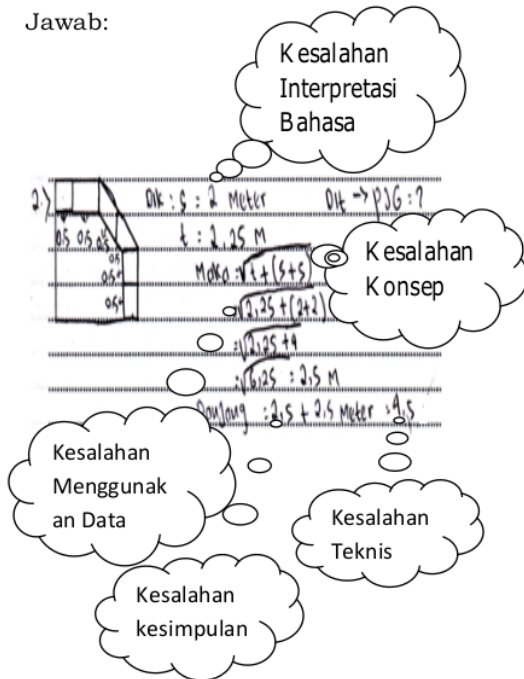 Jawab:
Kesalahan
Interpretasi
Bahasa
2.) Dik : S = 2 Meter Dit → PJG : ?
0.5 0.5 0.5
t = 2,25 M
0.5
0.5
0.5
Maka = √t + (s+s)
= √2,25 + (2+2)
= √2,25 + 4
= √6,25 = 2,5 M
Panjang = 2,5 + 2,5 Meter = 4,5
Kesalahan
Konsep
Kesalahan
Menggunak
an Data
Kesalahan
Teknis
Kesalahan
kesimpulan